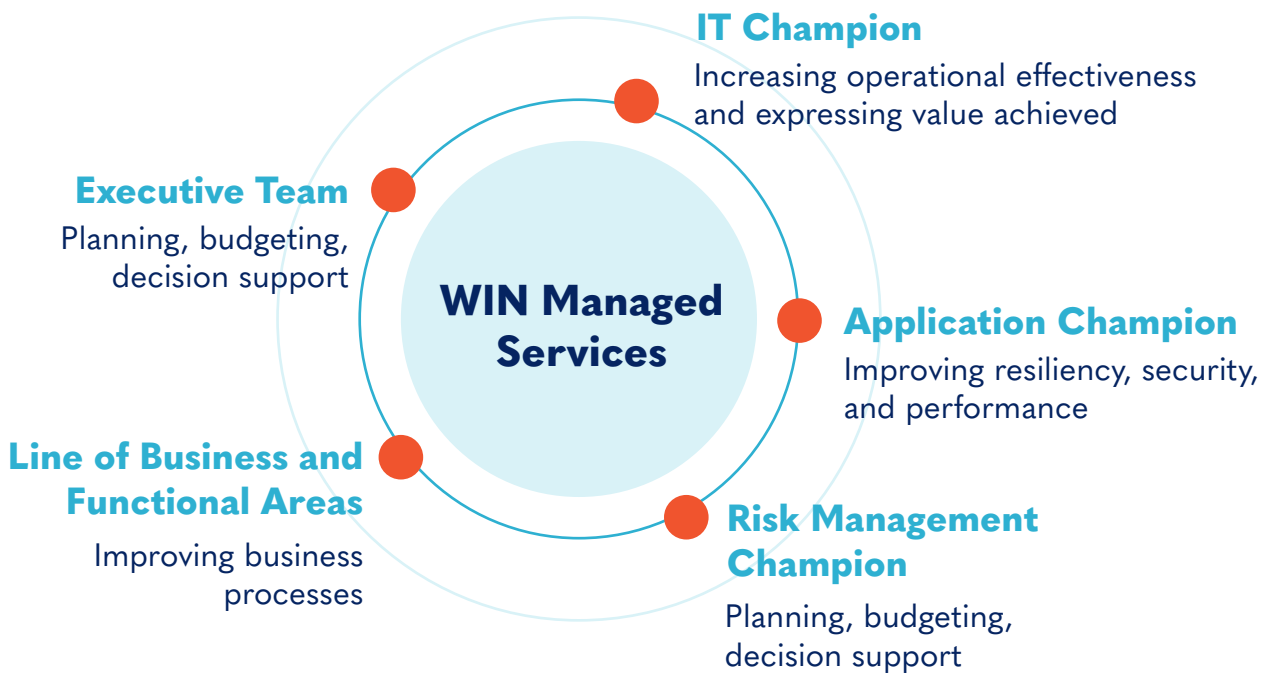 IT Champion
Increasing operational effectiveness
and expressing value achieved
Executive Team
Planning, budgeting,
decision support
WIN Managed
Services
Application Champion
Improving resiliency, security,
and performance
Line of Business and
Functional Areas
Improving business
processes
Risk Management
Champion
Planning, budgeting,
decision support